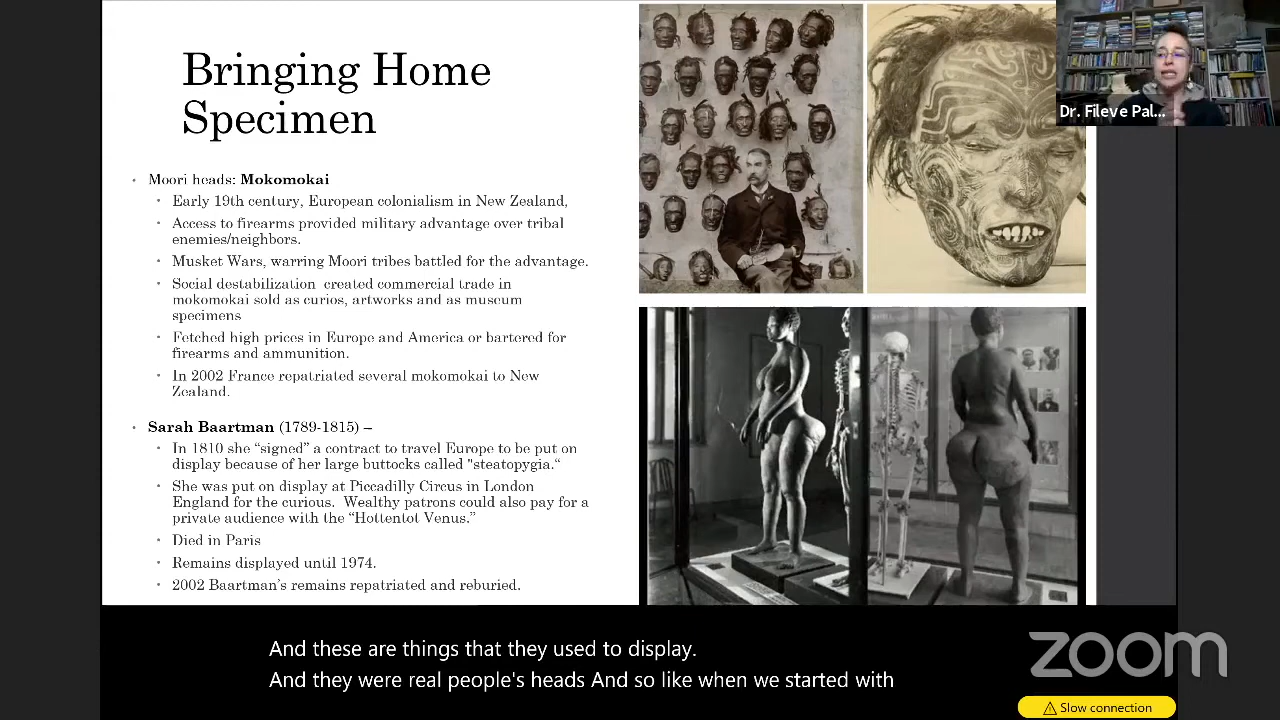 Bringing Home
Specimen
Moori heads: Mokomokai
Early 19th century, European colonialism in New Zealand,
Access to firearms provided military advantage over tribal
enemies/neighbors.
Musket Wars, warring Moori tribes battled for the advantage.
Social destabilization created commercial trade in
mokomokai sold as curios, artworks and as museum
specimens
Fetched high prices in Europe and America or bartered for
firearms and ammunition.
In 2002 France repatriated several mokomokai to New
Zealand.
Sarah Baartman (1789-1815) –
In 1810 she “signed” a contract to travel Europe to be put on
display because of her large buttocks called "steatopygia.“
She was put on display at Piccadilly Circus in London
England for the curious. Wealthy patrons could also pay for a
private audience with the “Hottentot Venus.”
Died in Paris
Remains displayed until 1974.
2002 Baartman’s remains repatriated and reburied.
Dr. Fileve Pal...
And these are things that they used to display.
And they were real people's heads And so like when we started with
zoom
Slow connection